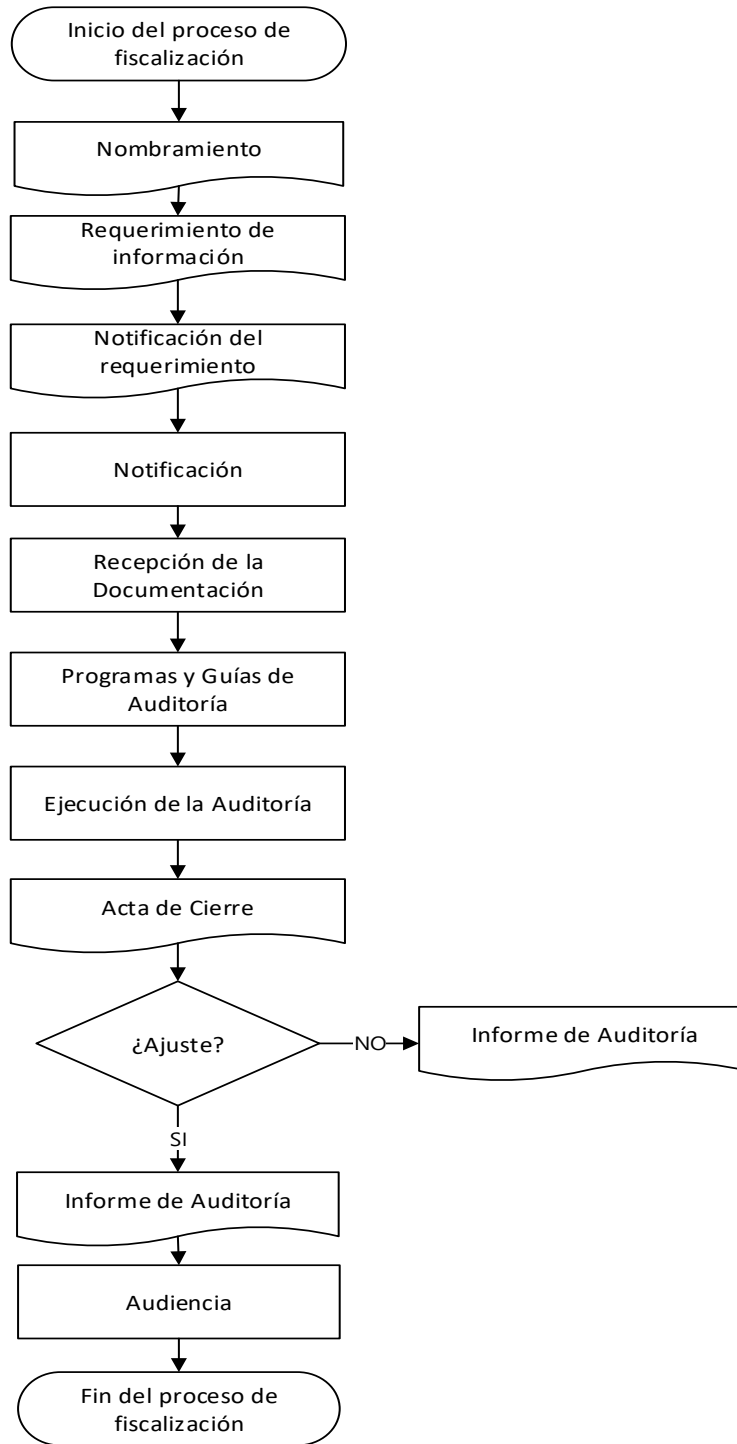 Inicio del proceso de
fiscalización
Nombramiento
Requerimiento de
información
Notificación del
requerimiento
Notificación
Recepción de la
Documentación
Programas y Guías de
Auditoría
Ejecución de la Auditoría
Acta de Cierre
¿Ajuste?
NO
Informe de Auditoría
SI
Informe de Auditoría
Audiencia
Fin del proceso de
fiscalización